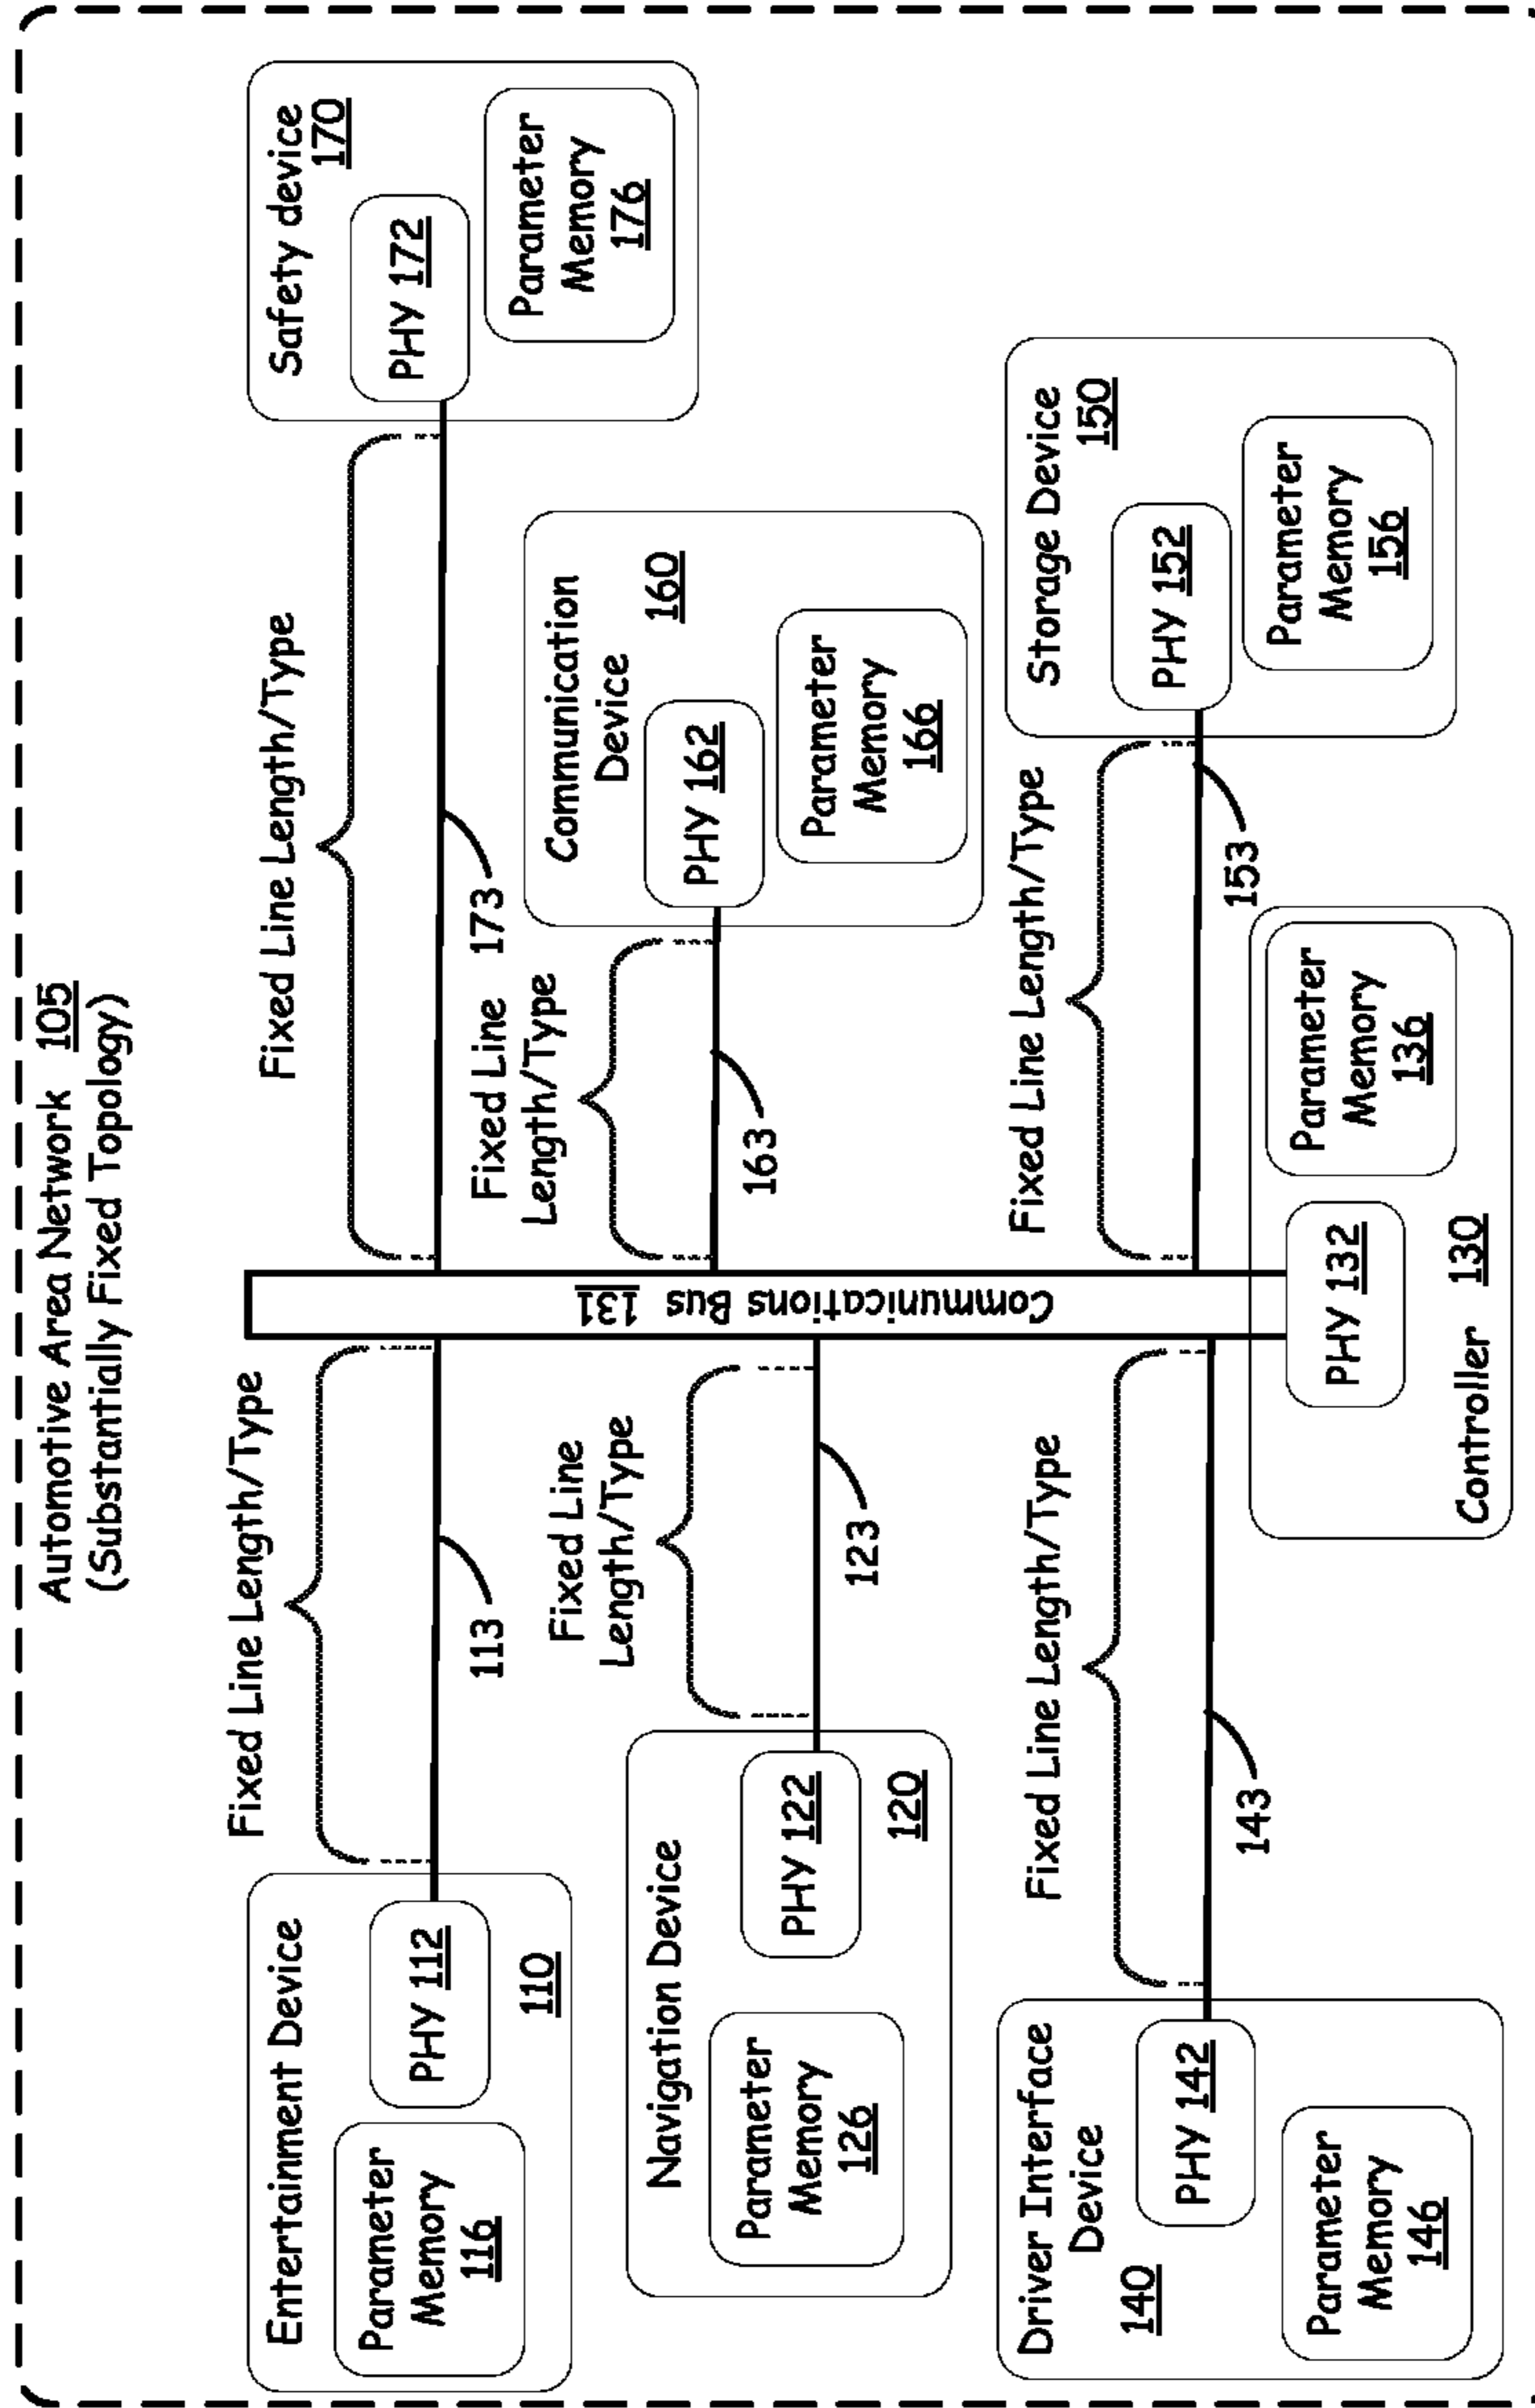 Automotive Area Network 105
(Substantially Fixed Topology)
Entertainment Device
Parameter
Memory
116
PHY 112
110
Fixed Line Length/Type
113
Navigation Device
Parameter
Memory
126
PHY 122
120
Fixed Line
Length/Type
123
Driver Interface
Device
140
PHY 142
Parameter
Memory
146
Fixed Line Length/Type
143
Communications Bus 131
Controller 130
PHY 132
Parameter
Memory
136
Fixed Line Length/Type
173
Safety device
170
PHY 172
Parameter
Memory
176
Fixed Line
Length/Type
163
Communication
Device
160
PHY 162
Parameter
Memory
166
Fixed Line Length/Type
153
Storage Device
150
PHY 152
Parameter
Memory
156